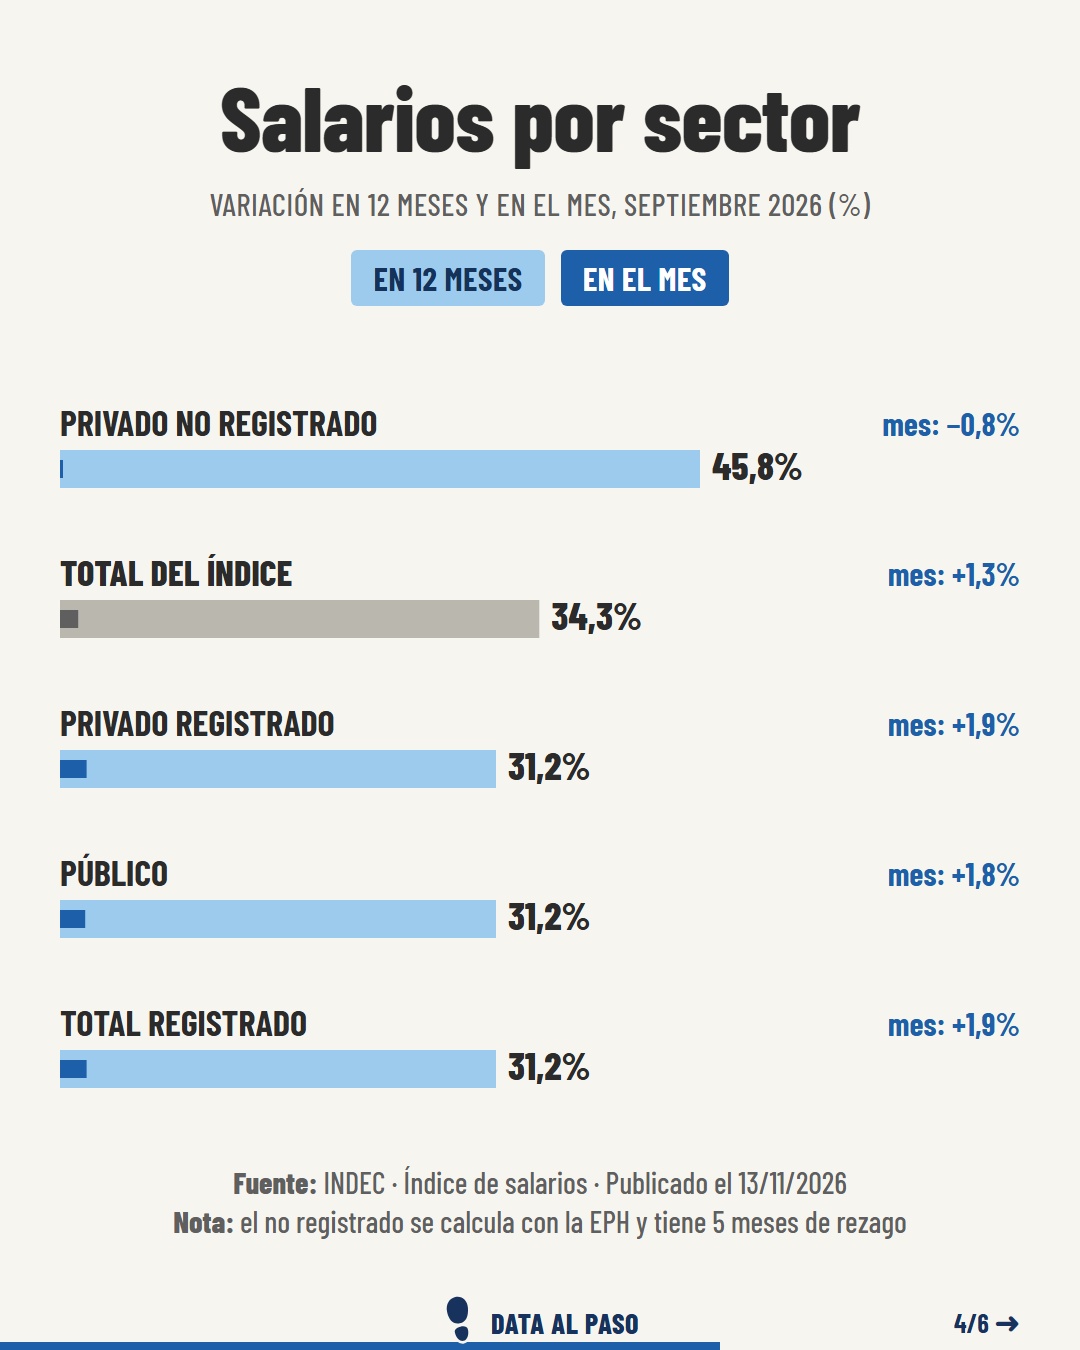 Salarios por sector
VARIACIÓN EN 12 MESES Y EN EL MES, SEPTIEMBRE 2026 (%)
EN 12 MESES
EN EL MES
PRIVADO NO REGISTRADO
mes: −0,8%
45,8%
TOTAL DEL ÍNDICE
mes: +1,3%
34,3%
PRIVADO REGISTRADO
mes: +1,9%
31,2%
PÚBLICO
mes: +1,8%
31,2%
TOTAL REGISTRADO
mes: +1,9%
31,2%
Fuente: INDEC · Índice de salarios · Publicado el 13/11/2026
Nota: el no registrado se calcula con la EPH y tiene 5 meses de rezago
DATA AL PASO
4/6 →